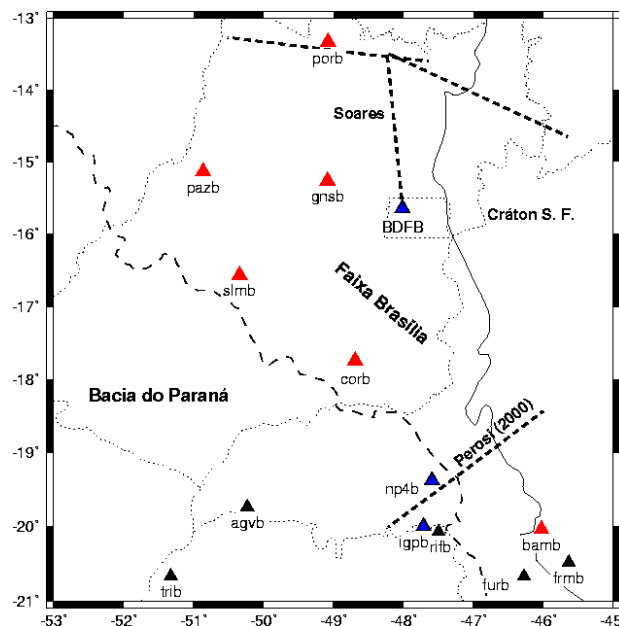 -13
porb
-14
Soares
-15
pazb
gnsb
Cráton S. F.
BDFB
-16
slmb
Faixa Brasília
-17
corb
-18
Bacia do Paraná
Perosi (2000)
-19
np4b
agvb
-20
igpb
rifb
bamb
trib
furb
frmb
-21
-53 -52 -51 -50 -49 -48 -47 -46 -45